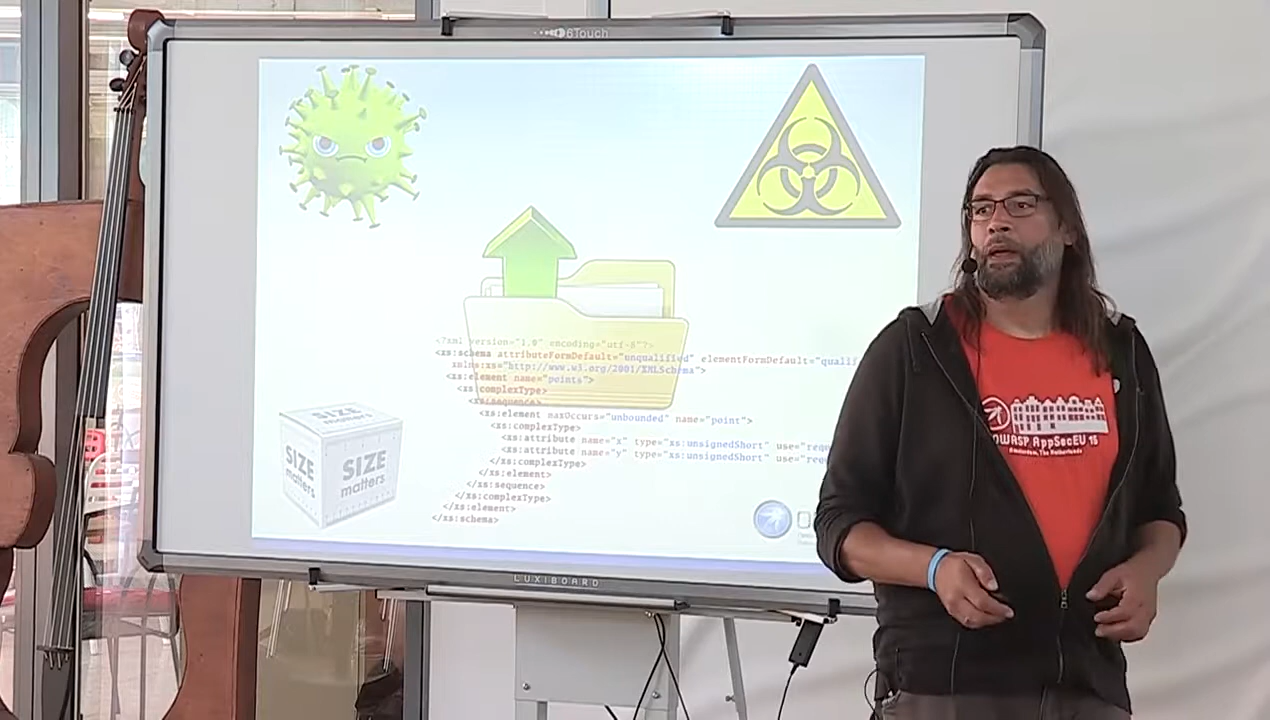 6Touch
<?xml version="1.0" encoding="utf-8"?>
<xs:schema attributeFormDefault="unqualified" elementFormDefault="qualif
xmlns:xs="http://www.w3.org/2001/XMLSchema">
<xs:element name="points">
<xs:complexType>
<xs:sequence>
<xs:element maxOccurs="unbounded" name="point">
<xs:complexType>
<xs:attribute name="x" type="xs:unsignedShort" use="requ
<xs:attribute name="y" type="xs:unsignedShort" use="requ
</xs:complexType>
</xs:element>
</xs:sequence>
</xs:complexType>
</xs:element>
</xs:schema>
SIZE
matters
SIZE
matters
SIZE
matters
OWASP AppSecEU 15
Amsterdam, The Netherlands
LUXIBOARD